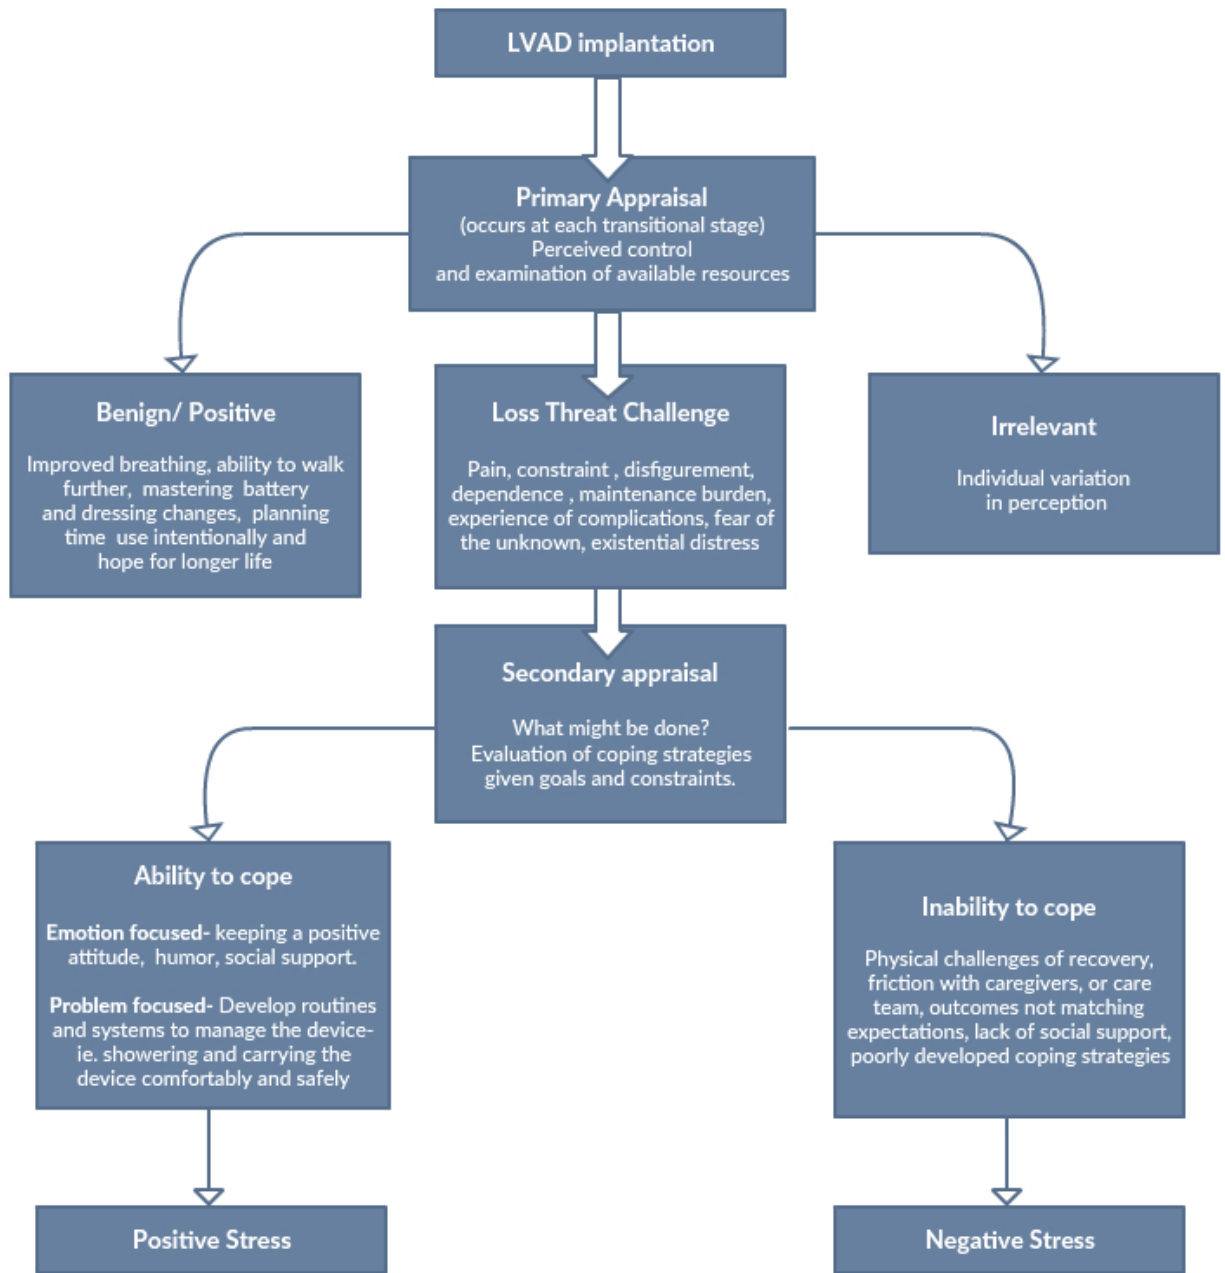 LVAD implantation
Primary Appraisal
(occurs at each transitional stage)
Perceived control
and examination of available resources
Benign/ Positive
Improved breathing, ability to walk
further, mastering battery
and dressing changes, planning
time use intentionally and
hope for longer life
Loss Threat Challenge
Pain, constraint , disfigurement,
dependence , maintenance burden,
experience of complications, fear of
the unknown, existential distress
Irrelevant
Individual variation
in perception
Secondary appraisal
What might be done?
Evaluation of coping strategies
given goals and constraints.
Ability to cope
Emotion focused- keeping a positive
attitude, humor, social support.
Problem focused- Develop routines
and systems to manage the device-
ie. showering and carrying the
device comfortably and safely
Inability to cope
Physical challenges of recovery,
friction with caregivers, or care
team, outcomes not matching
expectations, lack of social support,
poorly developed coping strategies
Positive Stress
Negative Stress